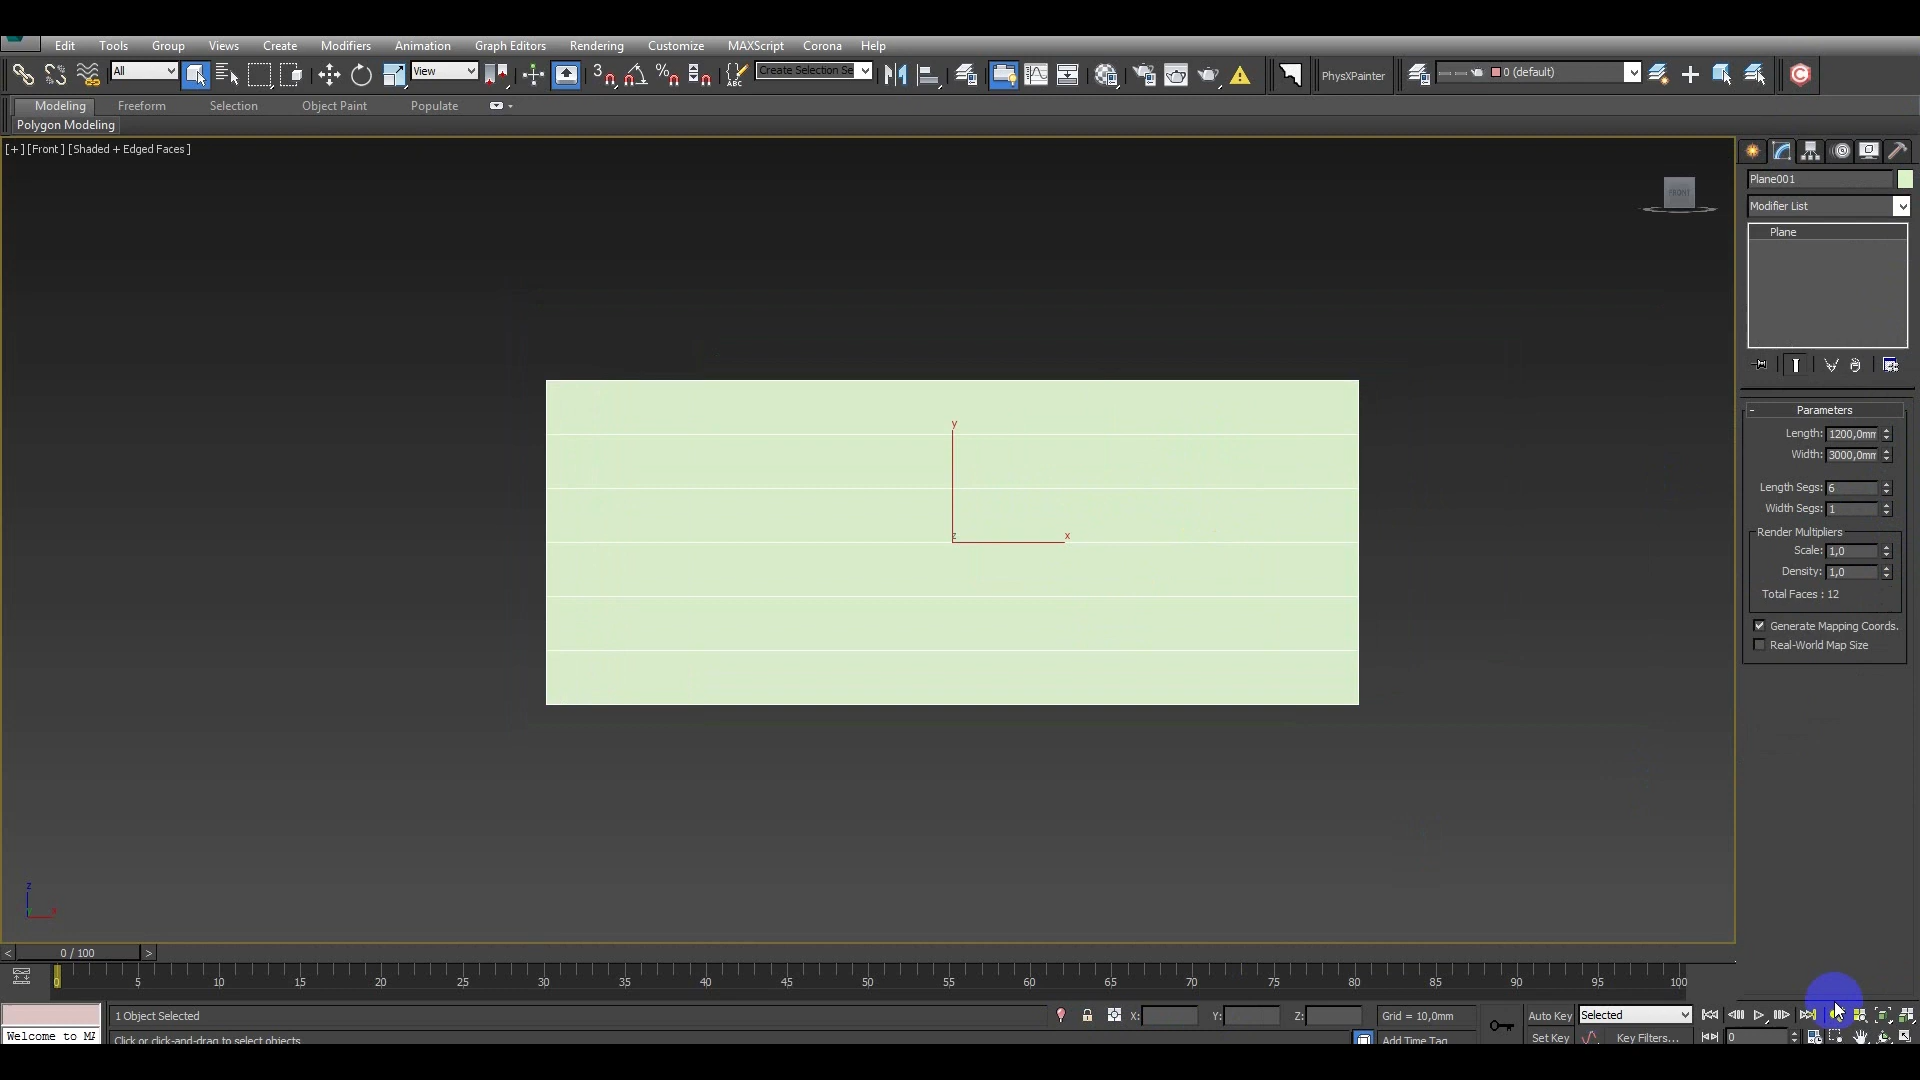 Edit Tools Group Views Create Modifiers Animation Graph Editors Rendering Customize MAXScript Corona Help
All View 3 ABC Create Selection Se PhysXPainter 0 (default)
Modeling Freeform Selection Object Paint Populate
Polygon Modeling
[+] [Front] [Shaded + Edged Faces]
FRONT
Plane001
Modifier List
Plane
y
z x
- Parameters
Length: 1200,0mm
Width: 3000,0mm
Length Segs: 6
Width Segs: 1
Render Multipliers
Scale: 1,0
Density: 1,0
Total Faces : 12
Generate Mapping Coords.
Real-World Map Size
z
x
< 0 / 100 >
0 5 10 15 20 25 30 35 40 45 50 55 60 65 70 75 80 85 90 95 100
1 Object Selected X: Y: Z: Grid = 10,0mm Auto Key Selected
Welcome to MA Click or click-and-drag to select objects Add Time Tag Set Key Key Filters... 0